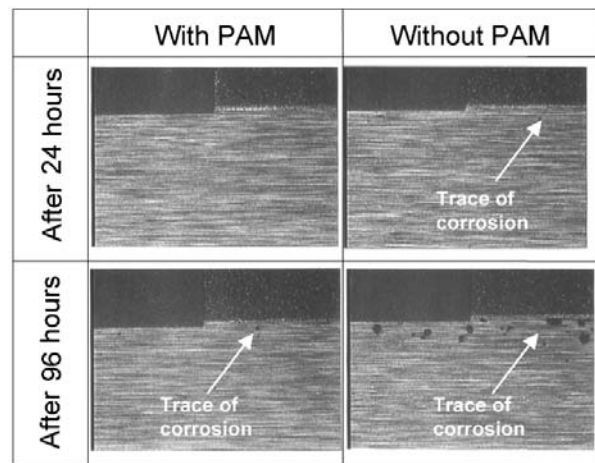 With PAM
Without PAM
After 24 hours
Trace of
corrosion
After 96 hours
Trace of
corrosion
Trace of
corrosion